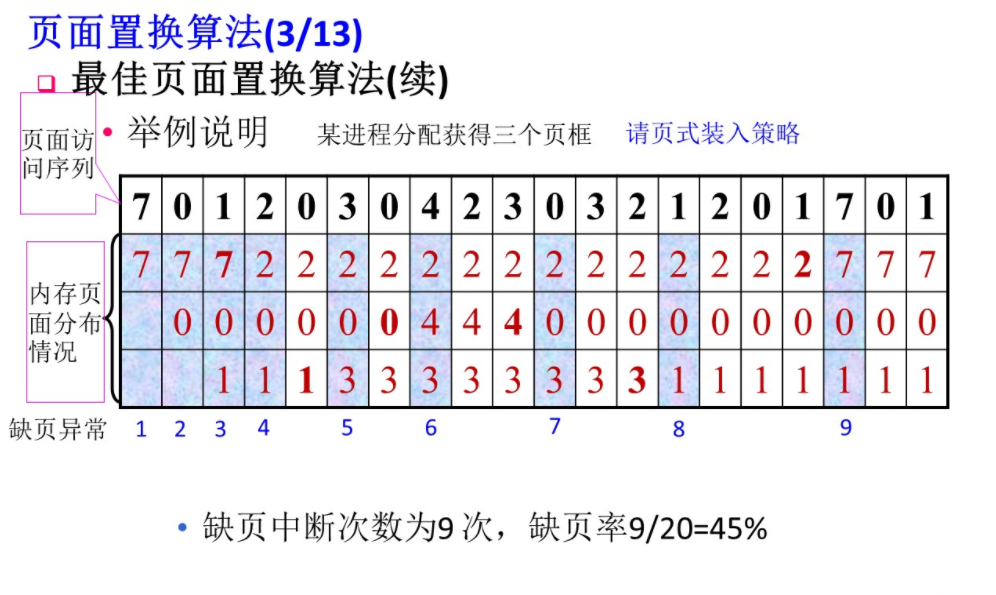 页面置换算法(3/13)
最佳页面置换算法(续)
页面访
问序列
• 举例说明 某进程分配获得三个页框 请页式装入策略
7 0 1 2 0 3 0 4 2 3 0 3 2 1 2 0 1 7 0 1
内存页
面分布
情况
7 7 7 2 2 2 2 2 2 2 2 2 2 2 2 2 2 7 7 7
0 0 0 0 0 0 4 4 4 0 0 0 0 0 0 0 0 0 0
1 1 1 3 3 3 3 3 3 3 3 1 1 1 1 1 1 1
缺页异常 1 2 3 4 5 6 7 8 9
• 缺页中断次数为9 次，缺页率9/20=45%